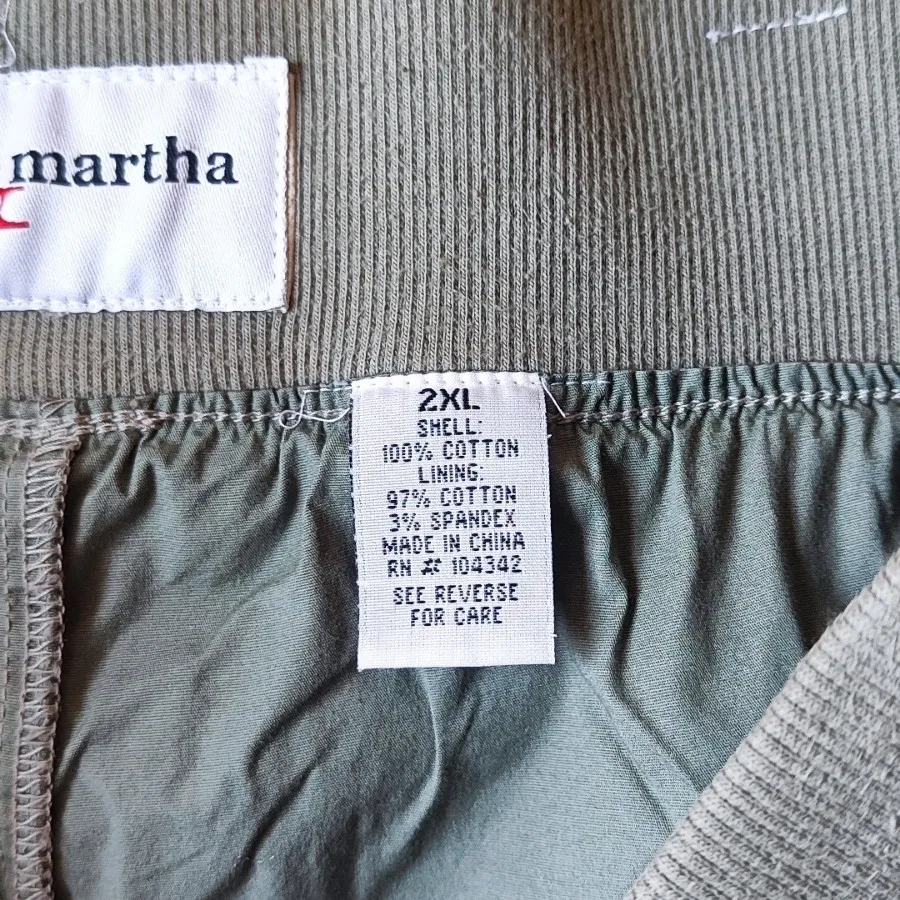 martha
2XL
SHELL:
100% COTTON
LINING:
97% COTTON
3% SPANDEX
MADE IN CHINA
RN # 104342
SEE REVERSE
FOR CARE